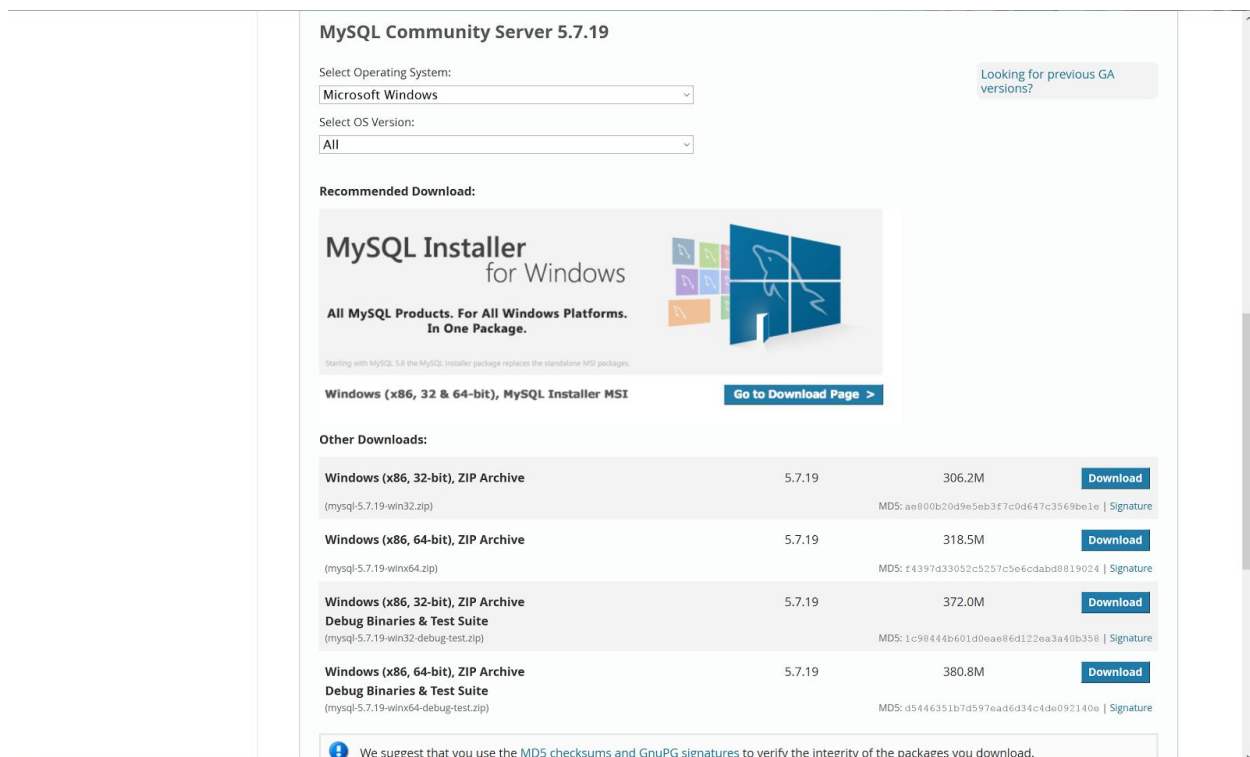 MySQL Community Server 5.7.19
Select Operating System:
Looking for previous GA
versions?
Microsoft Windows
Select OS Version:
All
Recommended Download:
MySQL Installer
for Windows
All MySQL Products. For All Windows Platforms.
In One Package.
Starting with MySQL 5.6 the MySQL Installer package replaces the standalone MSI packages.
Windows (x86, 32 & 64-bit), MySQL Installer MSI Go to Download Page >
Other Downloads:
Windows (x86, 32-bit), ZIP Archive 5.7.19 306.2M Download
(mysql-5.7.19-win32.zip) MD5: ae800b20d9e5eb3f7c0d647c3569be1e | Signature
Windows (x86, 64-bit), ZIP Archive 5.7.19 318.5M Download
(mysql-5.7.19-winx64.zip) MD5: f4397d33052c5257c5e6cdabd8819024 | Signature
Windows (x86, 32-bit), ZIP Archive 5.7.19 372.0M Download
Debug Binaries & Test Suite
(mysql-5.7.19-win32-debug-test.zip) MD5: 1c98444b601d0eae86d122ea3a40b358 | Signature
Windows (x86, 64-bit), ZIP Archive 5.7.19 380.8M Download
Debug Binaries & Test Suite
(mysql-5.7.19-winx64-debug-test.zip) MD5: d5446351b7d597ead6d34c4de092140e | Signature
We suggest that you use the MD5 checksums and GnuPG signatures to verify the integrity of the packages you download.